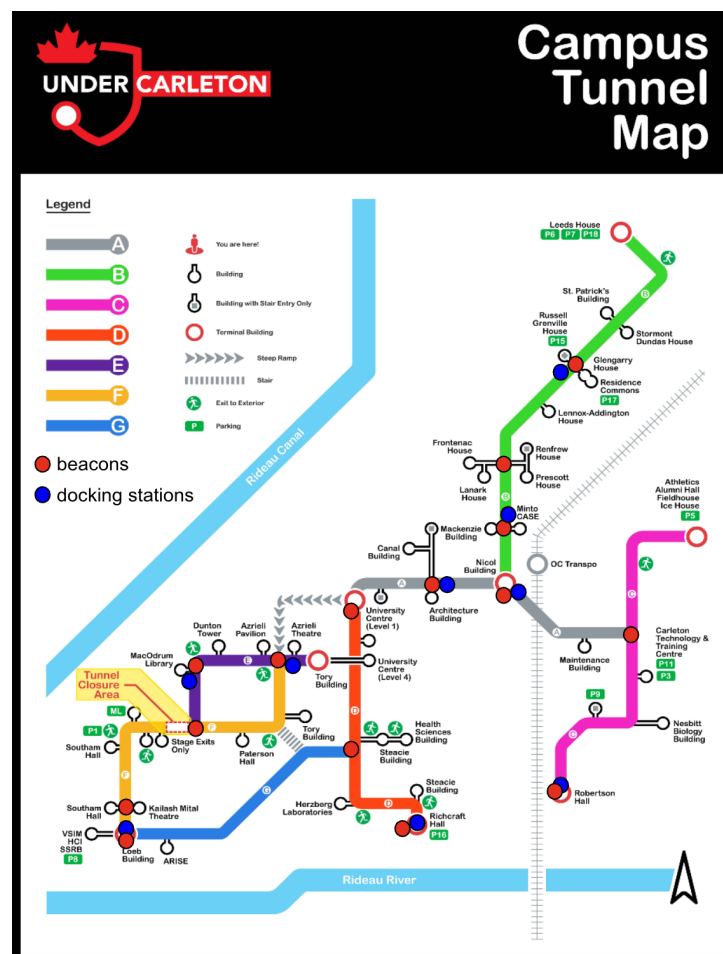 UNDER CARLETON
Campus
Tunnel
Map
Legend
A
B
C
D
E
F
G
You are here!
Building
Building with Stair Entry Only
Terminal Building
Steep Ramp
Stair
Exit to Exterior
P Parking
beacons
docking stations
Rideau Canal
Leeds House
P6 P7 P18
B
St. Patrick's
Building
Stormont
Dundas House
Russell
Grenville
House
P15
Glengarry
House
Residence
Commons
P17
Lennox-Addington
House
Frontenac
House
Renfrew
House
Lanark
House
Prescott
House
B
Minto
CASE
Mackenzie
Building
Canal
Building
Nicol
Building
OC Transpo
Athletics
Alumni Hall
Fieldhouse
Ice House
P5
C
A
University
Centre
(Level 1)
Architecture
Building
A
Maintenance
Building
Carleton
Technology &
Training
Centre
P11
P3
P9
Nesbitt
Biology
Building
C
Robertson
Hall
Dunton
Tower
Azrieli
Pavilion
Azrieli
Theatre
MacOdrum
Library
E
Tory
Building
University
Centre
(Level 4)
Tunnel
Closure
Area
ML
P1
Southam
Hall
Stage Exits
Only
F
Paterson
Hall
Tory
Building
D
Health
Sciences
Building
Steacie
Building
F
G
Steacie
Building
Herzberg
Laboratories
D
Richcraft
Hall
P16
Southam
Hall
Kailash Mital
Theatre
VSIM
HCI
SSRB
P8
Loeb
Building
ARISE
Rideau River